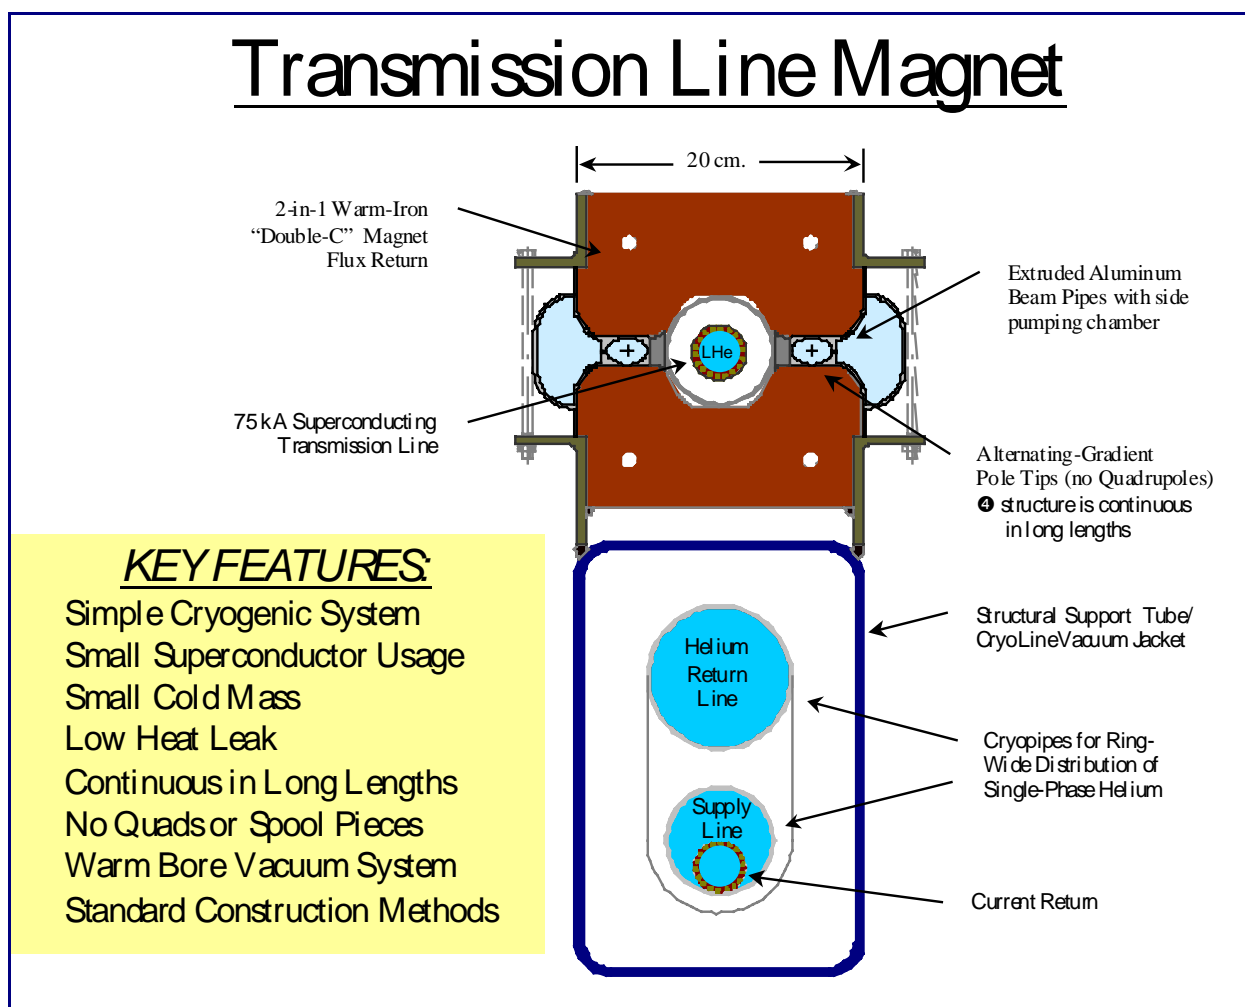 Transmission Line Magnet
20 cm.
2-in-1 Warm-Iron
“Double-C” Magnet
Flux Return
Extruded Aluminum
Beam Pipes with side
pumping chamber
LHe
75 kA Superconducting
Transmission Line
Alternating-Gradient
Pole Tips (no Quadrupoles)
❹ structure is continuous
in long lengths
KEY FEATURES:
Simple Cryogenic System
Small Superconductor Usage
Small Cold Mass
Low Heat Leak
Continuous in Long Lengths
No Quads or Spool Pieces
Warm Bore Vacuum System
Standard Construction Methods
Structural Support Tube/
CryoLine Vacuum Jacket
Helium
Return
Line
Cryopipes for Ring-
Wide Distribution of
Single-Phase Helium
Supply
Line
Current Return